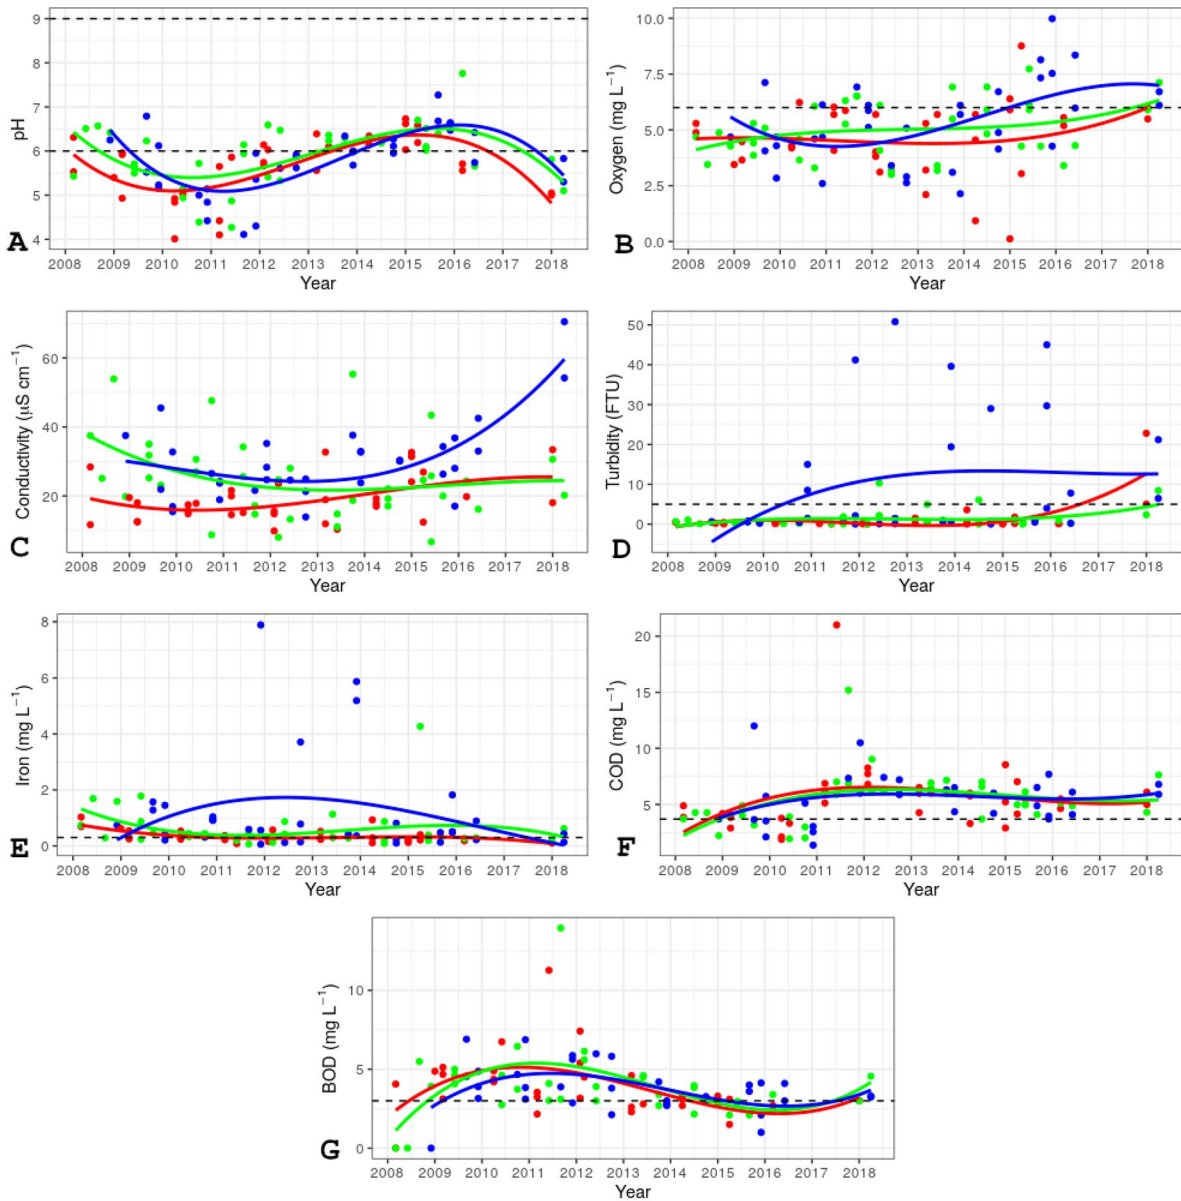 9
8
7
6
5
4
pH
2008 2009 2010 2011 2012 2013 2014 2015 2016 2017 2018
Year
A
10.0
7.5
5.0
2.5
0.0
Oxygen (mg L⁻¹)
2008 2009 2010 2011 2012 2013 2014 2015 2016 2017 2018
Year
B
60
40
20
Conductivity (μS cm⁻¹)
2008 2009 2010 2011 2012 2013 2014 2015 2016 2017 2018
Year
C
50
40
30
20
10
0
Turbidity (FTU)
2008 2009 2010 2011 2012 2013 2014 2015 2016 2017 2018
Year
D
8
6
4
2
0
Iron (mg L⁻¹)
2008 2009 2010 2011 2012 2013 2014 2015 2016 2017 2018
Year
E
20
15
10
5
COD (mg L⁻¹)
2008 2009 2010 2011 2012 2013 2014 2015 2016 2017 2018
Year
F
10
5
0
BOD (mg L⁻¹)
2008 2009 2010 2011 2012 2013 2014 2015 2016 2017 2018
Year
G